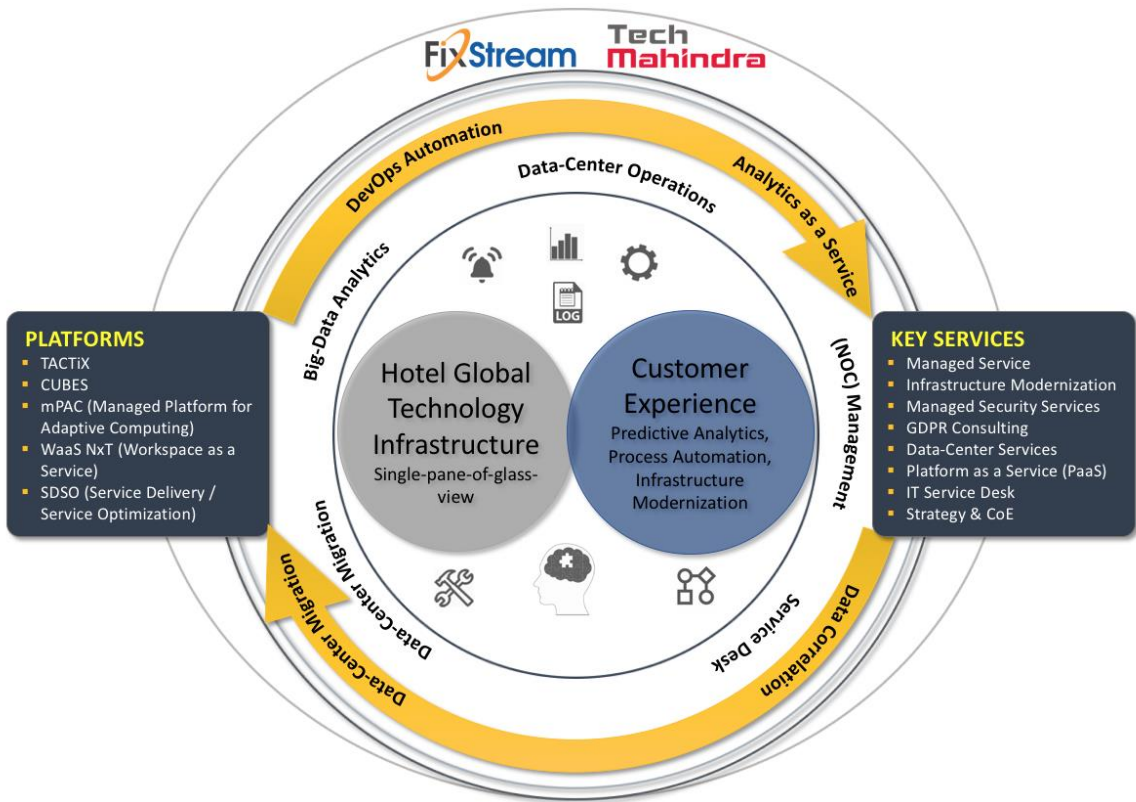 FixStream
Tech
Mahindra
DevOps Automation
Analytics as a Service
Data-Center Operations
Big-Data Analytics
(NOC) Management
LOG
PLATFORMS
TACTiX
CUBES
mPAC (Managed Platform for
Adaptive Computing)
WaaS NxT (Workspace as a
Service)
SDSO (Service Delivery /
Service Optimization)
Hotel Global
Technology
Infrastructure
Single-pane-of-glass-
view
Customer
Experience
Predictive Analytics,
Process Automation,
Infrastructure
Modernization
KEY SERVICES
Managed Service
Infrastructure Modernization
Managed Security Services
GDPR Consulting
Data-Center Services
Platform as a Service (PaaS)
IT Service Desk
Strategy & CoE
Data-Center Migration
Service Desk
Data-Center Migration
Data Correlation